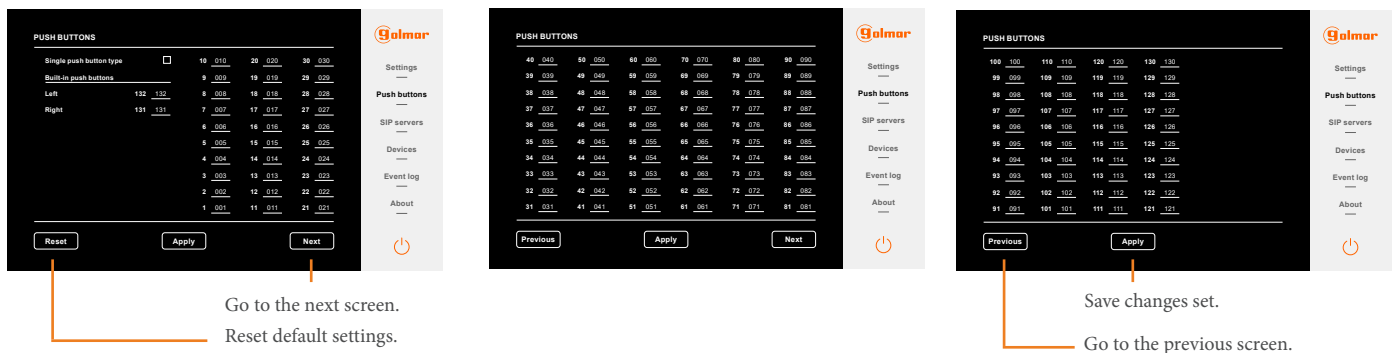 PUSH BUTTONS
Single push button type 10 010 20 020 30 030
Built-in push buttons 9 009 19 019 29 029
Left 132 132 8 008 18 018 28 028
Right 131 131 7 007 17 017 27 027
6 006 16 016 26 026
5 005 15 015 25 025
4 004 14 014 24 024
3 003 13 013 23 023
2 002 12 012 22 022
1 001 11 011 21 021
Reset Apply Next
golmar
Settings
Push buttons
SIP servers
Devices
Event log
About
Go to the next screen.
Reset default settings.
PUSH BUTTONS
40 040 50 050 60 060 70 070 80 080 90 090
39 039 49 049 59 059 69 069 79 079 89 089
38 038 48 048 58 058 68 068 78 078 88 088
37 037 47 047 57 057 67 067 77 077 87 087
36 036 46 046 56 056 66 066 76 076 86 086
35 035 45 045 55 055 65 065 75 075 85 085
34 034 44 044 54 054 64 064 74 074 84 084
33 033 43 043 53 053 63 063 73 073 83 083
32 032 42 042 52 052 62 062 72 072 82 082
31 031 41 041 51 051 61 061 71 071 81 081
Previous Apply Next
golmar
Settings
Push buttons
SIP servers
Devices
Event log
About
PUSH BUTTONS
100 100 110 110 120 120 130 130
99 099 109 109 119 119 129 129
98 098 108 108 118 118 128 128
97 097 107 107 117 117 127 127
96 096 106 106 116 116 126 126
95 095 105 105 115 115 125 125
94 094 104 104 114 114 124 124
93 093 103 103 113 113 123 123
92 092 102 102 112 112 122 122
91 091 101 101 111 111 121 121
Previous Apply
golmar
Settings
Push buttons
SIP servers
Devices
Event log
About
Save changes set.
Go to the previous screen.